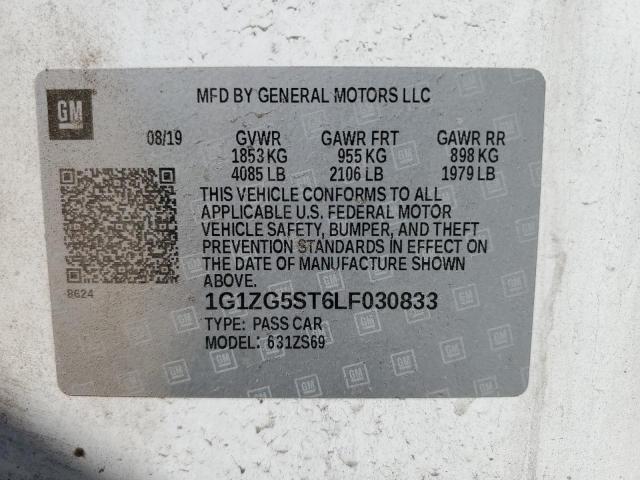 GM
MFD BY GENERAL MOTORS LLC
08/19 GVWR GAWR FRT GAWR RR
1853 KG 955 KG 898 KG
4085 LB 2106 LB 1979 LB
THIS VEHICLE CONFORMS TO ALL
APPLICABLE U.S. FEDERAL MOTOR
VEHICLE SAFETY, BUMPER, AND THEFT
PREVENTION STANDARDS IN EFFECT ON
THE DATE OF MANUFACTURE SHOWN
ABOVE.
8624
1G1ZG5ST6LF030833
TYPE: PASS CAR
MODEL: 631ZS69